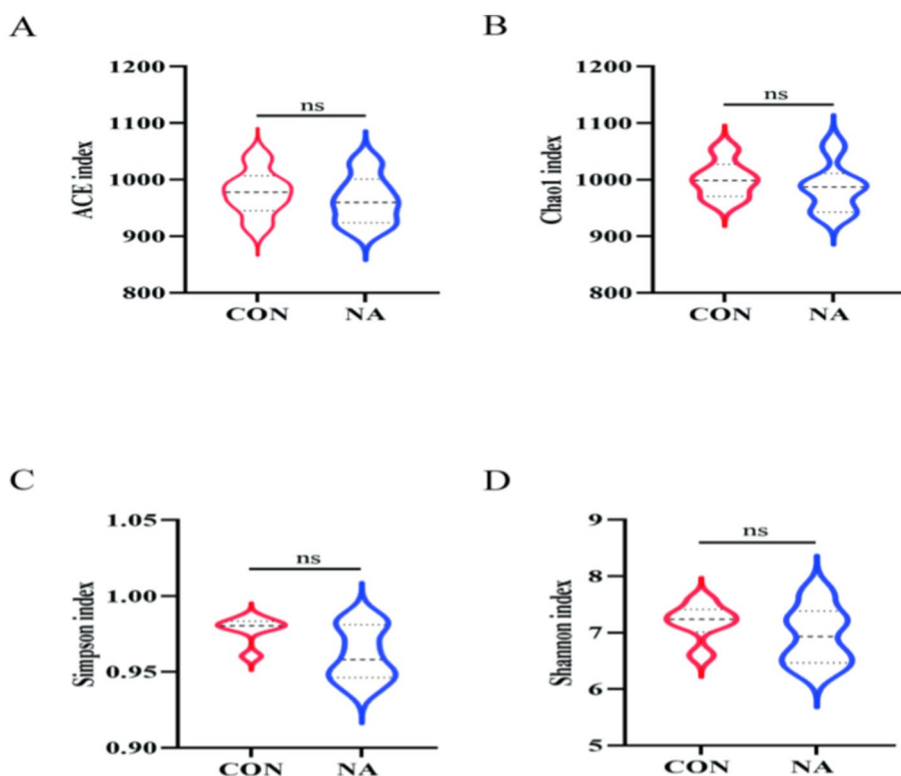 A
ACE index
1200
1100
1000
900
800
ns
CON NA
B
Chao1 index
1200
1100
1000
900
800
ns
CON NA
C
Simpson index
1.05
1.00
0.95
0.90
ns
CON NA
D
Shannon index
9
8
7
6
5
ns
CON NA